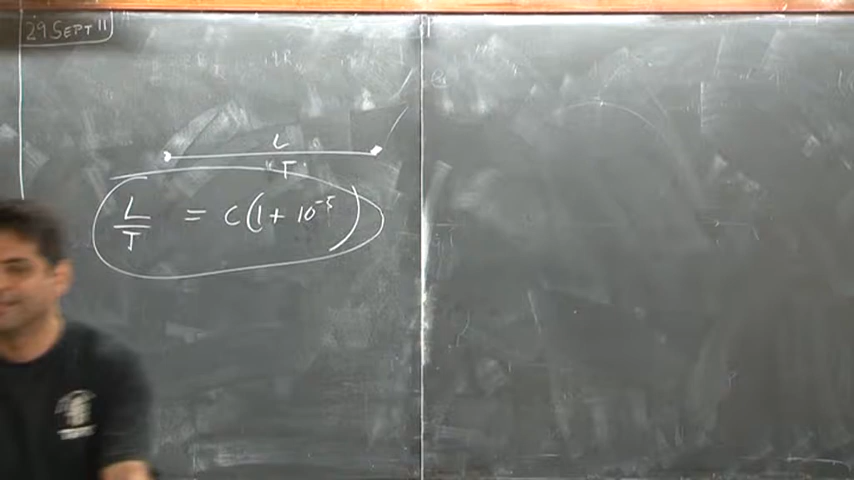 29 SEPT 11
L
"T"
L/T = C(1 + 10⁻⁵)